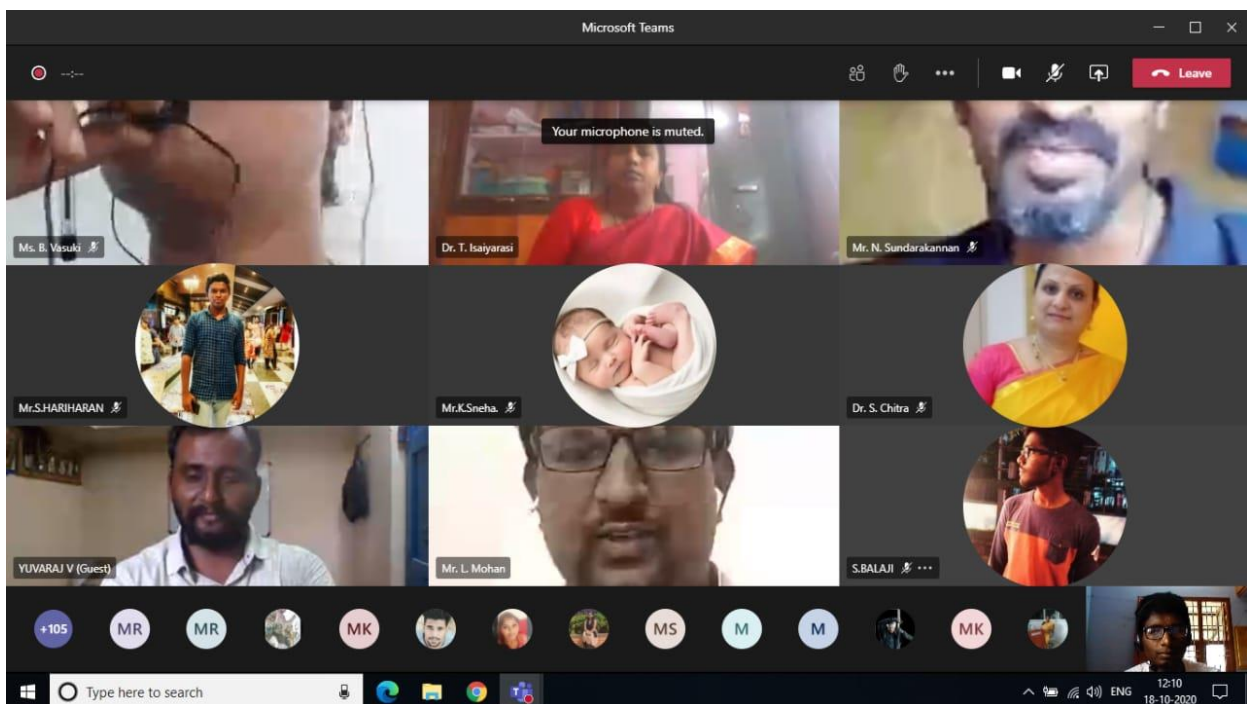 Microsoft Teams
--:--
Leave
Your microphone is muted.
Ms. B. Vasuki
Dr. T. Isaiyarasi
Mr. N. Sundarakannan
Mr.S.HARIHARAN
Mr.K.Sneha.
Dr. S. Chitra
YUVARAJ V (Guest)
Mr. L. Mohan
S.BALAJI
+105
MR
MR
MK
MS
M
M
MK
Type here to search
ENG
12:10
18-10-2020